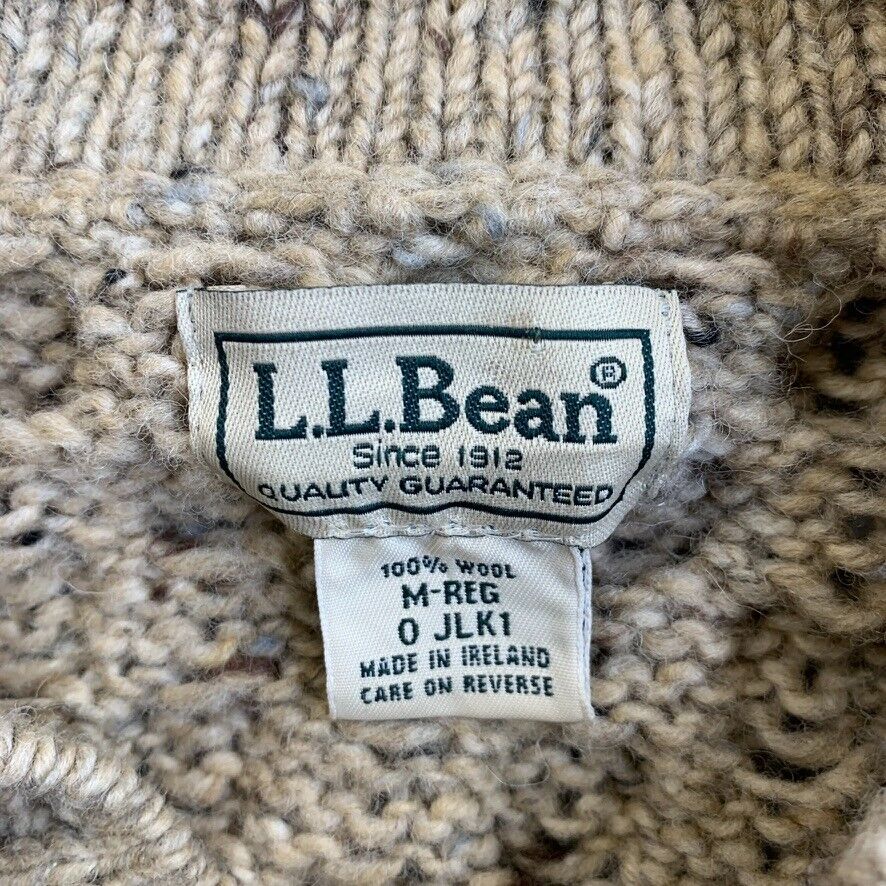 L.L.Bean®
Since 1912
QUALITY GUARANTEED
100% WOOL
M-REG
0 JLK1
MADE IN IRELAND
CARE ON REVERSE